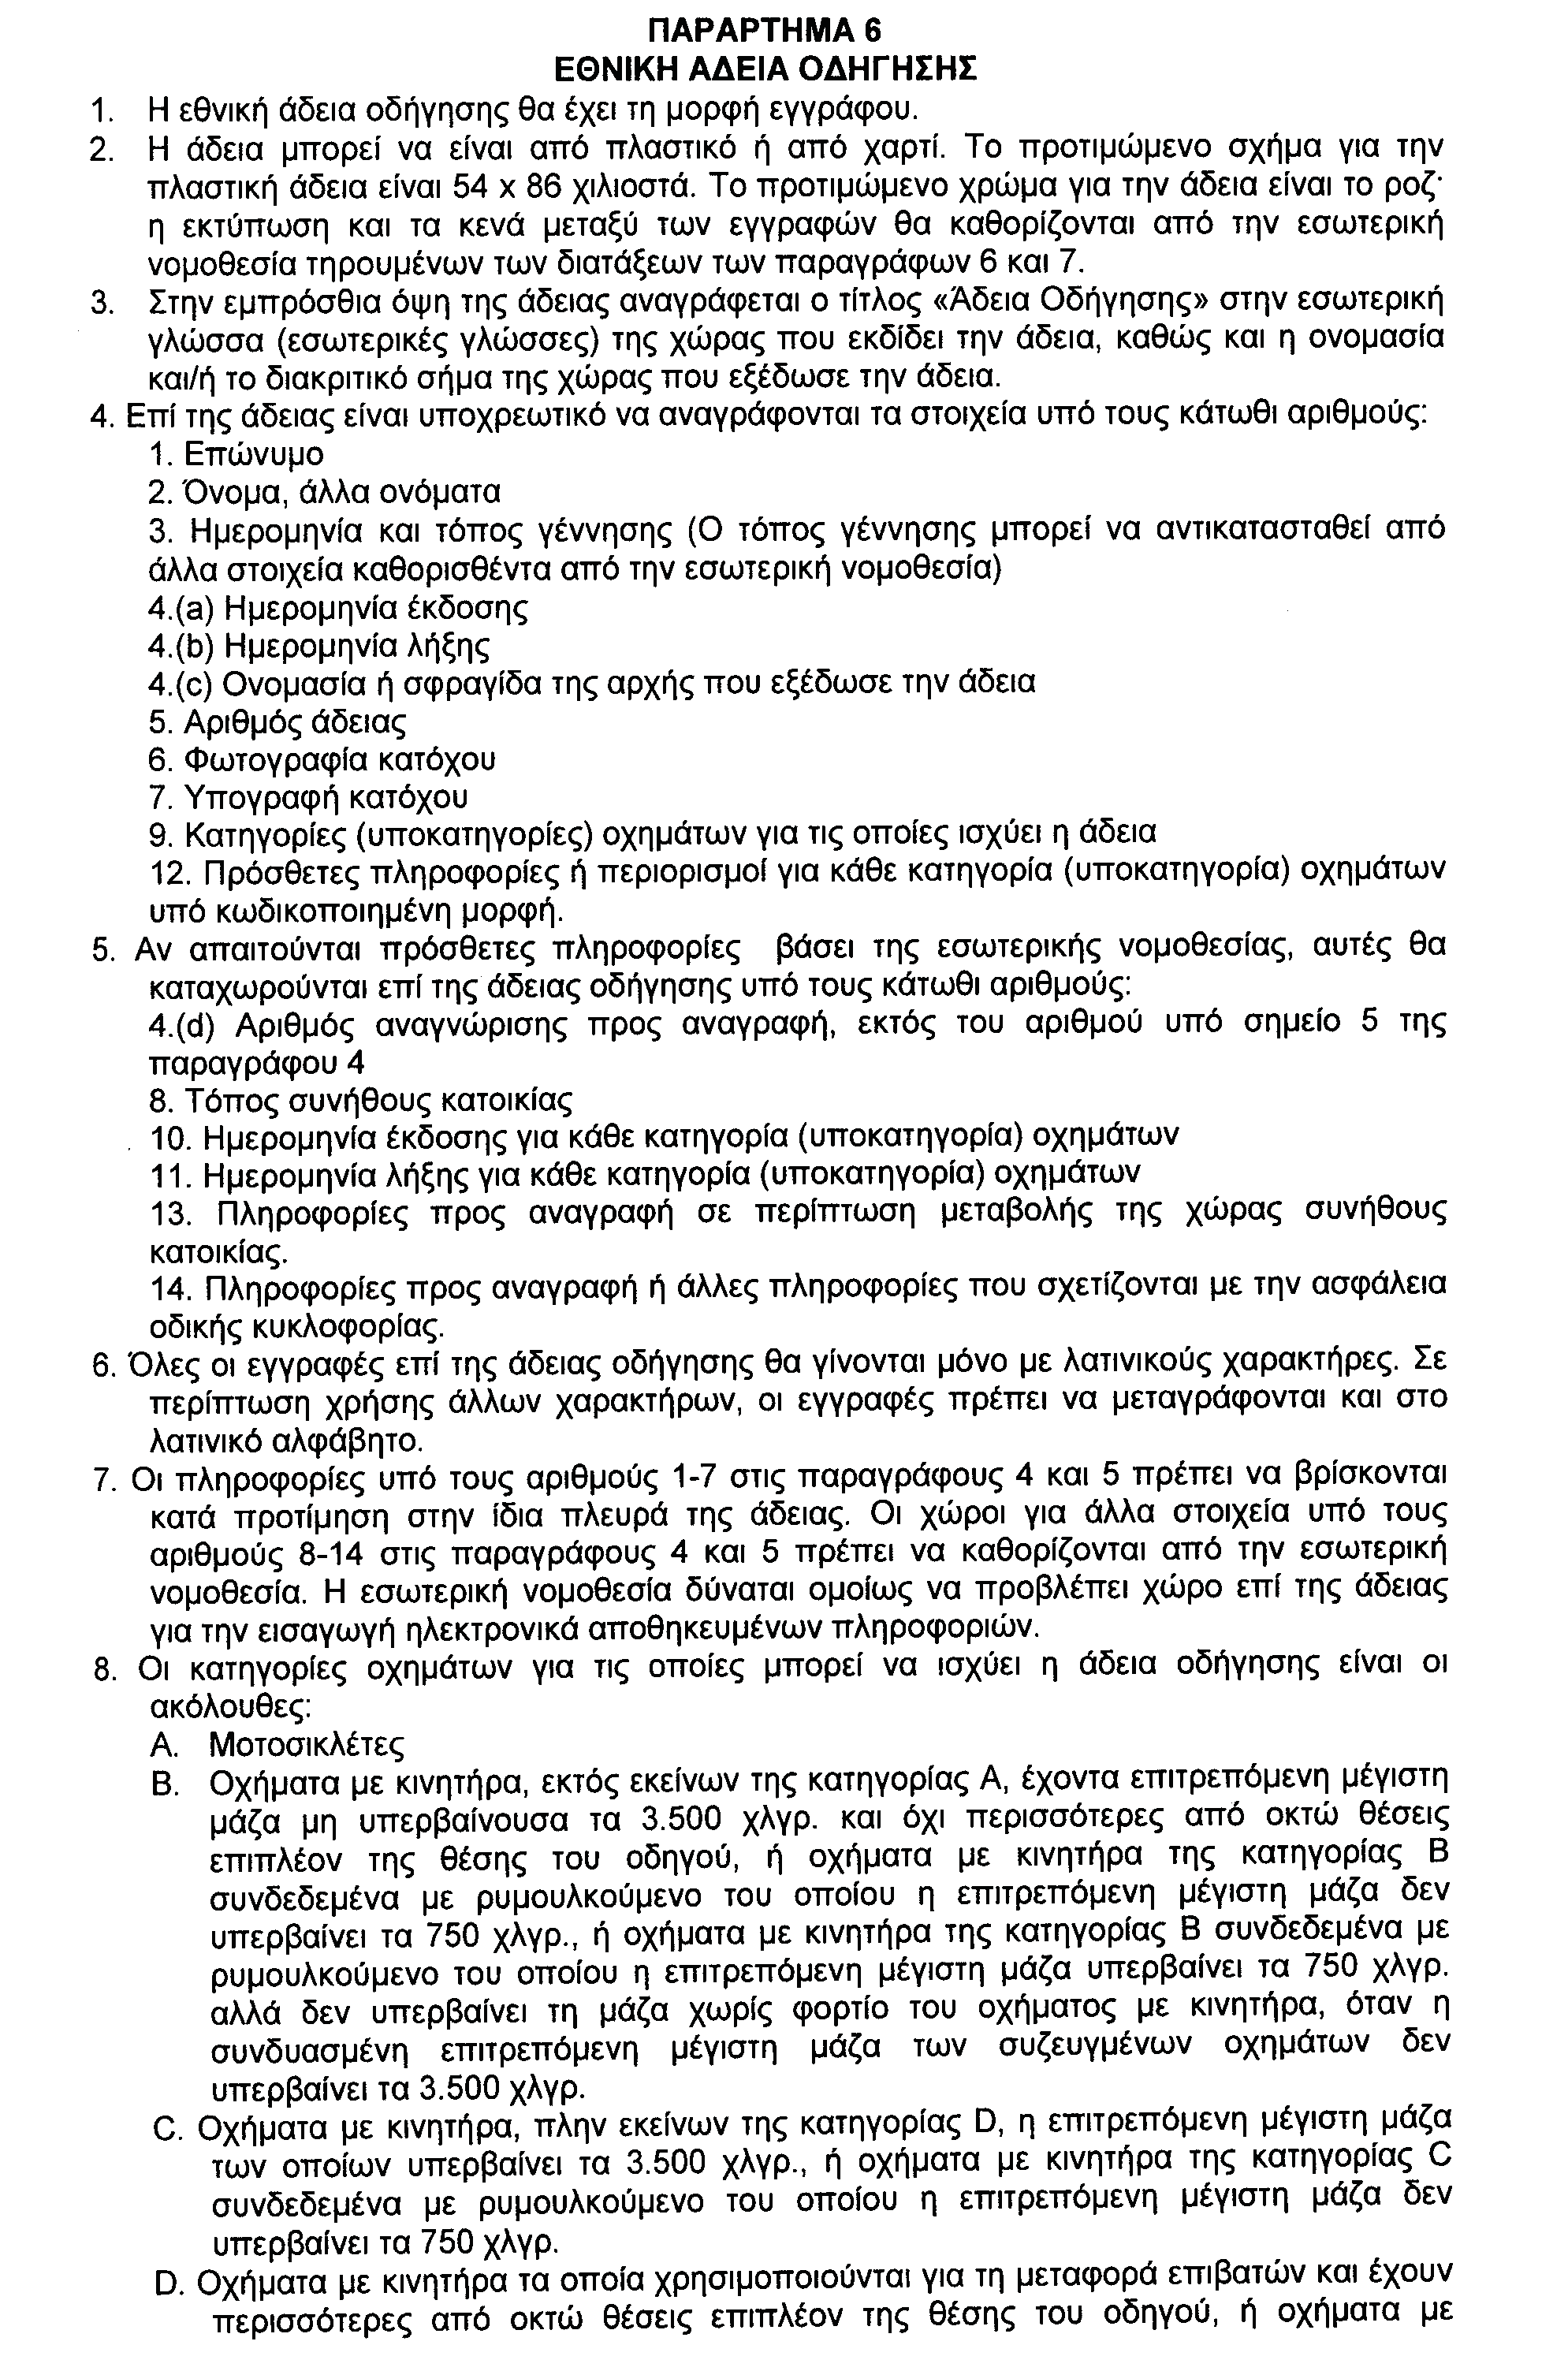 ΠΑΡΑΡΤΗΜΑ 6
ΕΘΝΙΚΗ ΑΔΕΙΑ ΟΔΗΓΗΣΗΣ
1. Η εθνική άδεια οδήγησης θα έχει τη μορφή εγγράφου.
2. Η άδεια μπορεί να είναι από πλαστικό ή από χαρτί. Το προτιμώμενο σχήμα για την
πλαστική άδεια είναι 54 x 86 χιλιοστά. Το προτιμώμενο χρώμα για την άδεια είναι το ροζ·
η εκτύπωση και τα κενά μεταξύ των εγγραφών θα καθορίζονται από την εσωτερική
νομοθεσία τηρουμένων των διατάξεων των παραγράφων 6 και 7.
3. Στην εμπρόσθια όψη της άδειας αναγράφεται ο τίτλος «Άδεια Οδήγησης» στην εσωτερική
γλώσσα (εσωτερικές γλώσσες) της χώρας που εκδίδει την άδεια, καθώς και η ονομασία
και/ή το διακριτικό σήμα της χώρας που εξέδωσε την άδεια.
4. Επί της άδειας είναι υποχρεωτικό να αναγράφονται τα στοιχεία υπό τους κάτωθι αριθμούς:
1. Επώνυμο
2. Όνομα, άλλα ονόματα
3. Ημερομηνία και τόπος γέννησης (Ο τόπος γέννησης μπορεί να αντικατασταθεί από
άλλα στοιχεία καθορισθέντα από την εσωτερική νομοθεσία)
4.(a) Ημερομηνία έκδοσης
4.(b) Ημερομηνία λήξης
4.(c) Ονομασία ή σφραγίδα της αρχής που εξέδωσε την άδεια
5. Αριθμός άδειας
6. Φωτογραφία κατόχου
7. Υπογραφή κατόχου
9. Κατηγορίες (υποκατηγορίες) οχημάτων για τις οποίες ισχύει η άδεια
12. Πρόσθετες πληροφορίες ή περιορισμοί για κάθε κατηγορία (υποκατηγορία) οχημάτων
υπό κωδικοποιημένη μορφή.
5. Αν απαιτούνται πρόσθετες πληροφορίες βάσει της εσωτερικής νομοθεσίας, αυτές θα
καταχωρούνται επί της άδειας οδήγησης υπό τους κάτωθι αριθμούς:
4.(d) Αριθμός αναγνώρισης προς αναγραφή, εκτός του αριθμού υπό σημείο 5 της
παραγράφου 4
8. Τόπος συνήθους κατοικίας
10. Ημερομηνία έκδοσης για κάθε κατηγορία (υποκατηγορία) οχημάτων
11. Ημερομηνία λήξης για κάθε κατηγορία (υποκατηγορία) οχημάτων
13. Πληροφορίες προς αναγραφή σε περίπτωση μεταβολής της χώρας συνήθους
κατοικίας.
14. Πληροφορίες προς αναγραφή ή άλλες πληροφορίες που σχετίζονται με την ασφάλεια
οδικής κυκλοφορίας.
6. Όλες οι εγγραφές επί της άδειας οδήγησης θα γίνονται μόνο με λατινικούς χαρακτήρες. Σε
περίπτωση χρήσης άλλων χαρακτήρων, οι εγγραφές πρέπει να μεταγράφονται και στο
λατινικό αλφάβητο.
7. Οι πληροφορίες υπό τους αριθμούς 1-7 στις παραγράφους 4 και 5 πρέπει να βρίσκονται
κατά προτίμηση στην ίδια πλευρά της άδειας. Οι χώροι για άλλα στοιχεία υπό τους
αριθμούς 8-14 στις παραγράφους 4 και 5 πρέπει να καθορίζονται από την εσωτερική
νομοθεσία. Η εσωτερική νομοθεσία δύναται ομοίως να προβλέπει χώρο επί της άδειας
για την εισαγωγή ηλεκτρονικά αποθηκευμένων πληροφοριών.
8. Οι κατηγορίες οχημάτων για τις οποίες μπορεί να ισχύει η άδεια οδήγησης είναι οι
ακόλουθες:
A. Μοτοσικλέτες
B. Οχήματα με κινητήρα, εκτός εκείνων της κατηγορίας Α, έχοντα επιτρεπόμενη μέγιστη
μάζα μη υπερβαίνουσα τα 3.500 χλγρ. και όχι περισσότερες από οκτώ θέσεις
επιπλέον της θέσης του οδηγού, ή οχήματα με κινητήρα της κατηγορίας Β
συνδεδεμένα με ρυμουλκούμενο του οποίου η επιτρεπόμενη μέγιστη μάζα δεν
υπερβαίνει τα 750 χλγρ., ή οχήματα με κινητήρα της κατηγορίας Β συνδεδεμένα με
ρυμουλκούμενο του οποίου η επιτρεπόμενη μέγιστη μάζα υπερβαίνει τα 750 χλγρ.
αλλά δεν υπερβαίνει τη μάζα χωρίς φορτίο του οχήματος με κινητήρα, όταν η
συνδυασμένη επιτρεπόμενη μέγιστη μάζα των συζευγμένων οχημάτων δεν
υπερβαίνει τα 3.500 χλγρ.
C. Οχήματα με κινητήρα, πλην εκείνων της κατηγορίας D, η επιτρεπόμενη μέγιστη μάζα
των οποίων υπερβαίνει τα 3.500 χλγρ., ή οχήματα με κινητήρα της κατηγορίας C
συνδεδεμένα με ρυμουλκούμενο του οποίου η επιτρεπόμενη μέγιστη μάζα δεν
υπερβαίνει τα 750 χλγρ.
D. Οχήματα με κινητήρα τα οποία χρησιμοποιούνται για τη μεταφορά επιβατών και έχουν
περισσότερες από οκτώ θέσεις επιπλέον της θέσης του οδηγού, ή οχήματα με